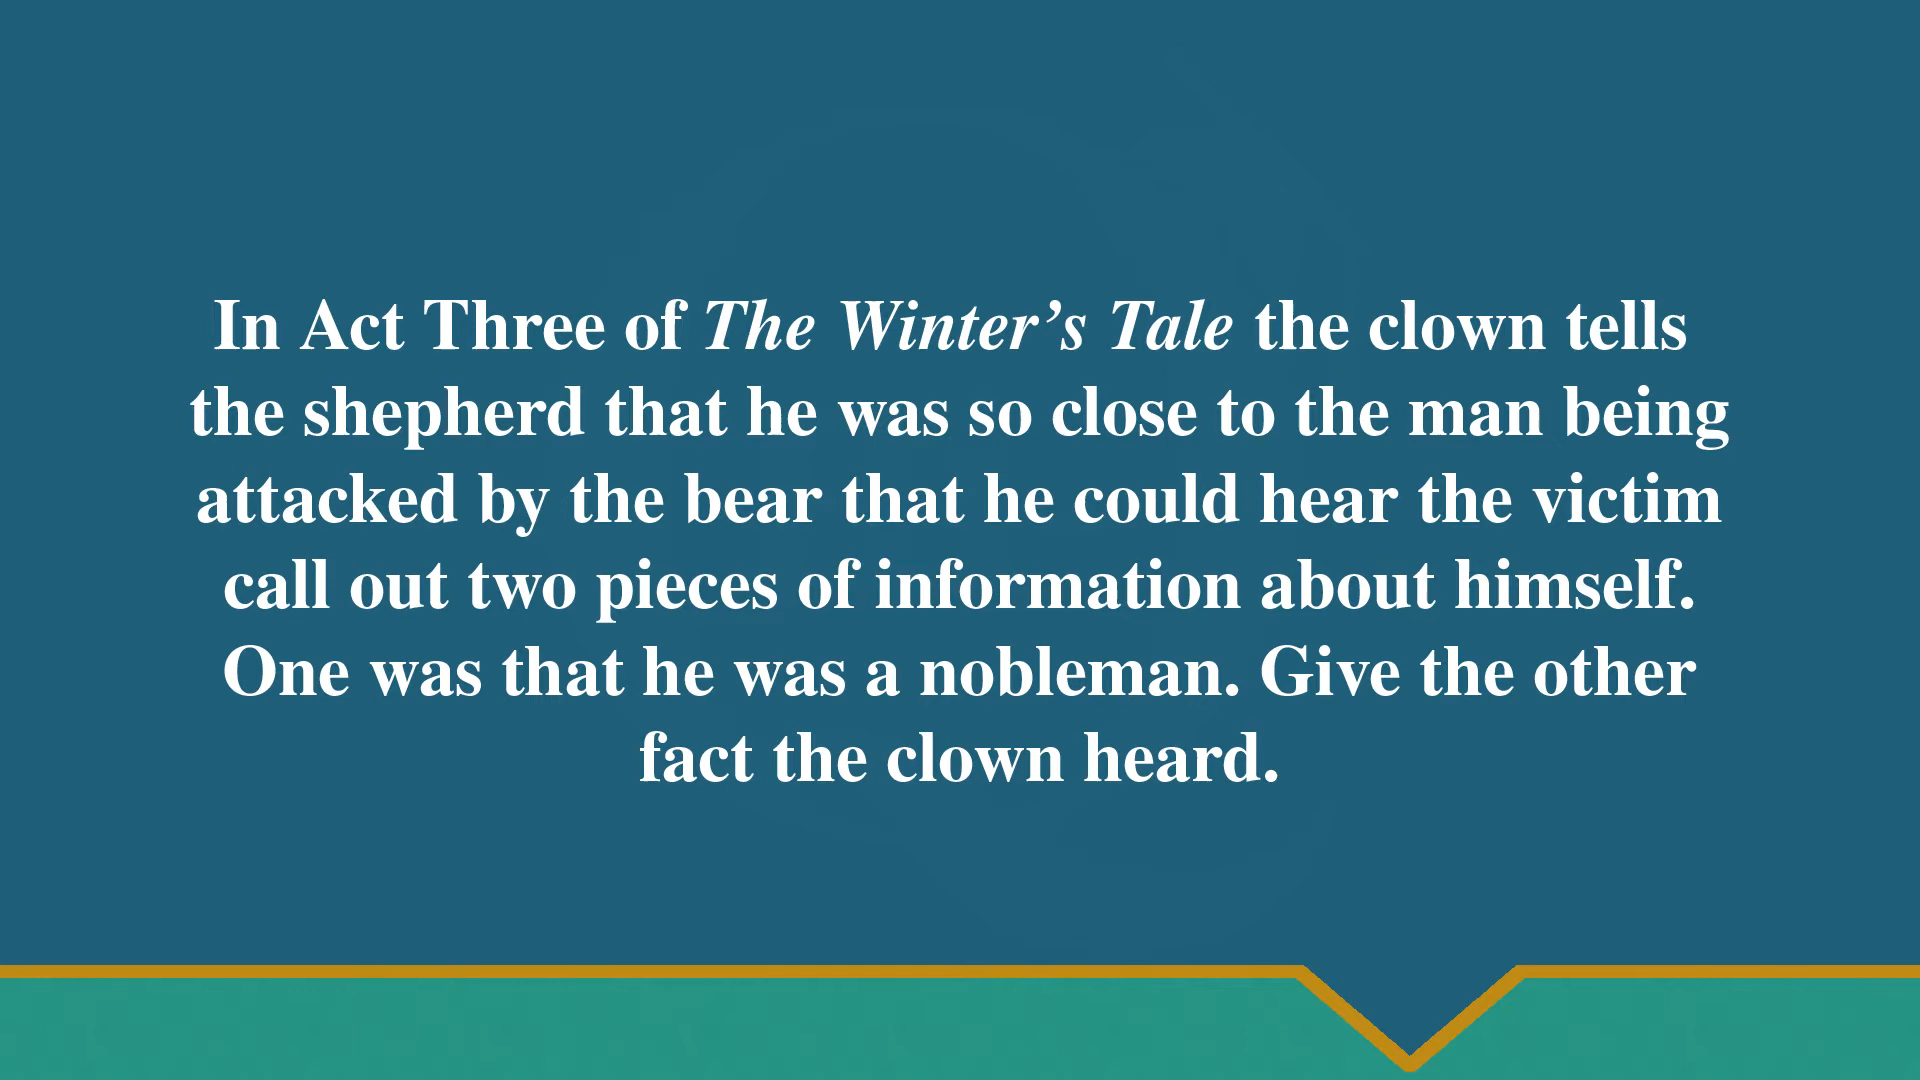 In Act Three of The Winter’s Tale the clown tells
the shepherd that he was so close to the man being
attacked by the bear that he could hear the victim
call out two pieces of information about himself.
One was that he was a nobleman. Give the other
fact the clown heard.